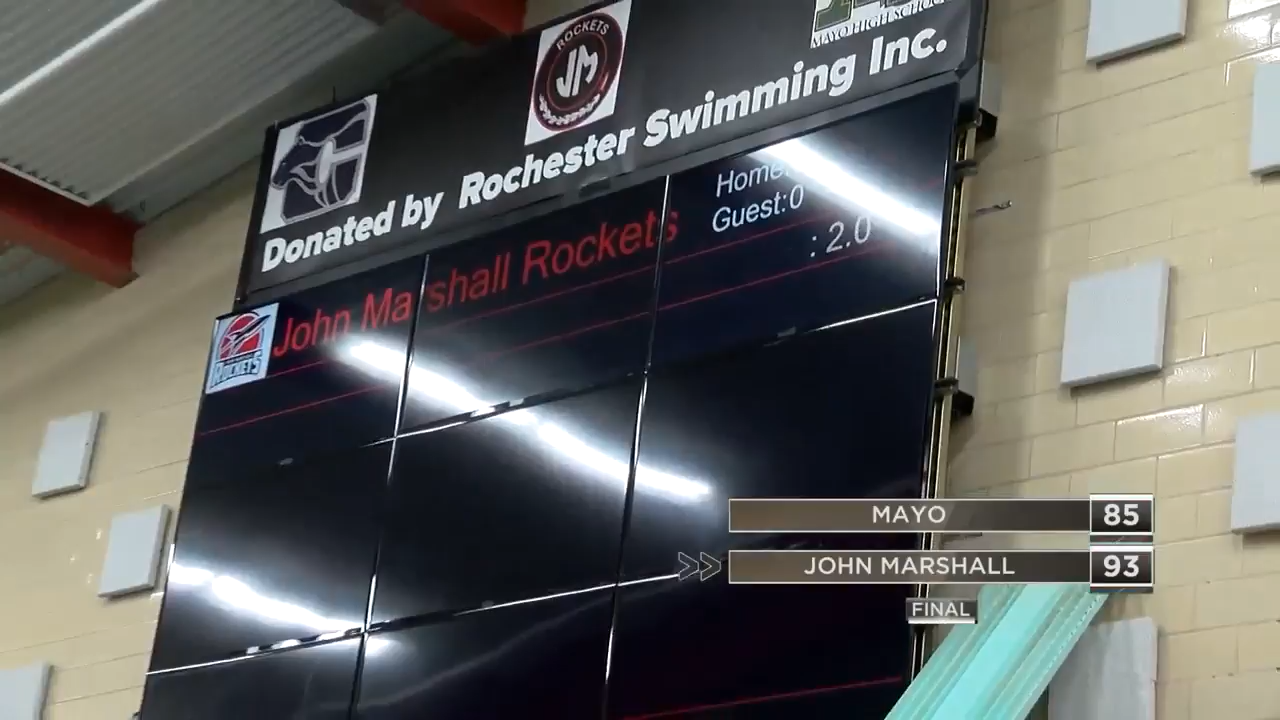 ROCKETS
JM
MAYO HIGH SCHOOL
Donated by Rochester Swimming Inc.
ROCKETS
John Marshall Rockets
Home:
Guest:0
: 2.0
MAYO 85
JOHN MARSHALL 93
FINAL